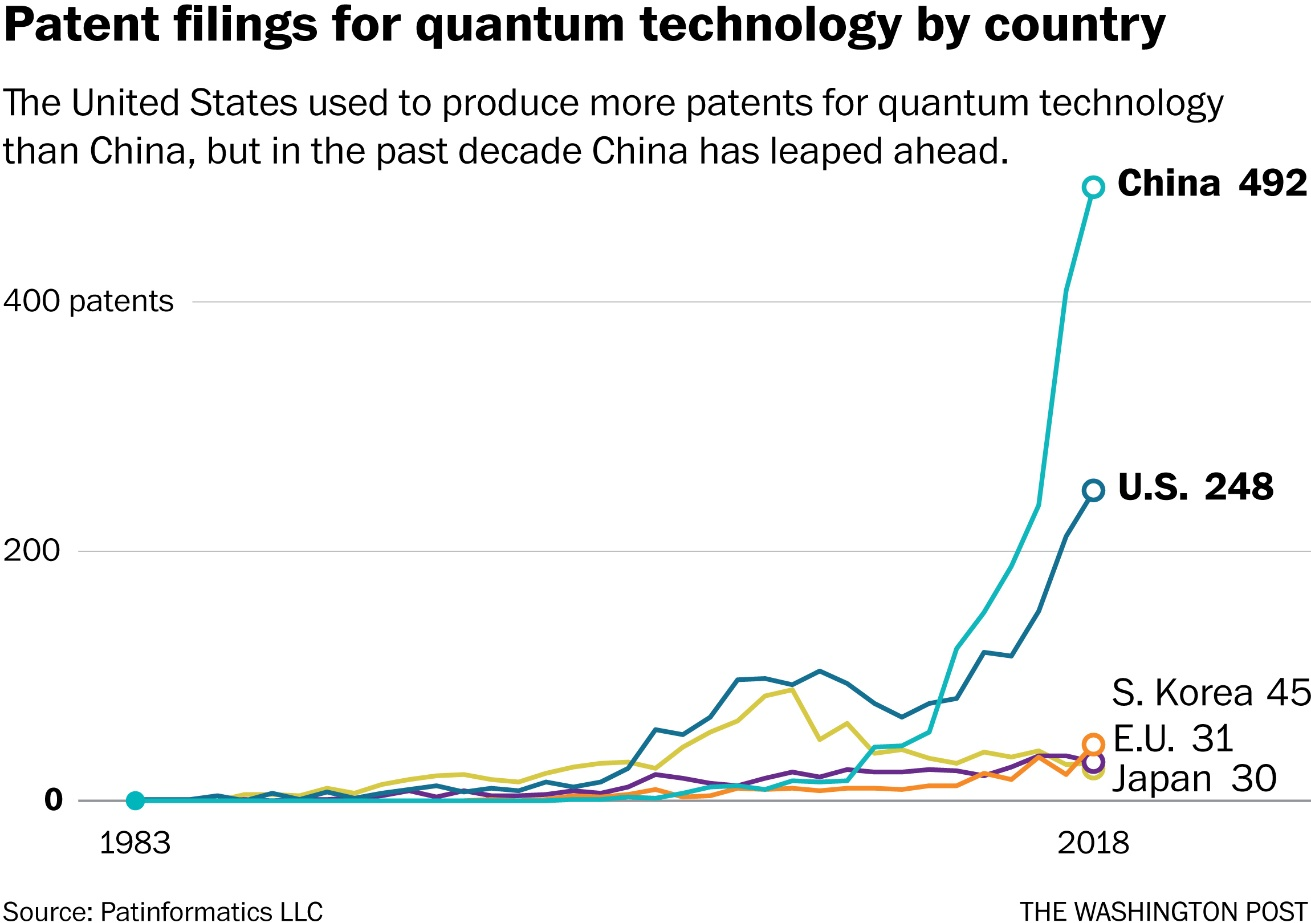 Patent filings for quantum technology by country
The United States used to produce more patents for quantum technology
than China, but in the past decade China has leaped ahead.
China 492
400 patents
U.S. 248
200
S. Korea 45
E.U. 31
Japan 30
0
1983
2018
Source: Patinformatics LLC
THE WASHINGTON POST